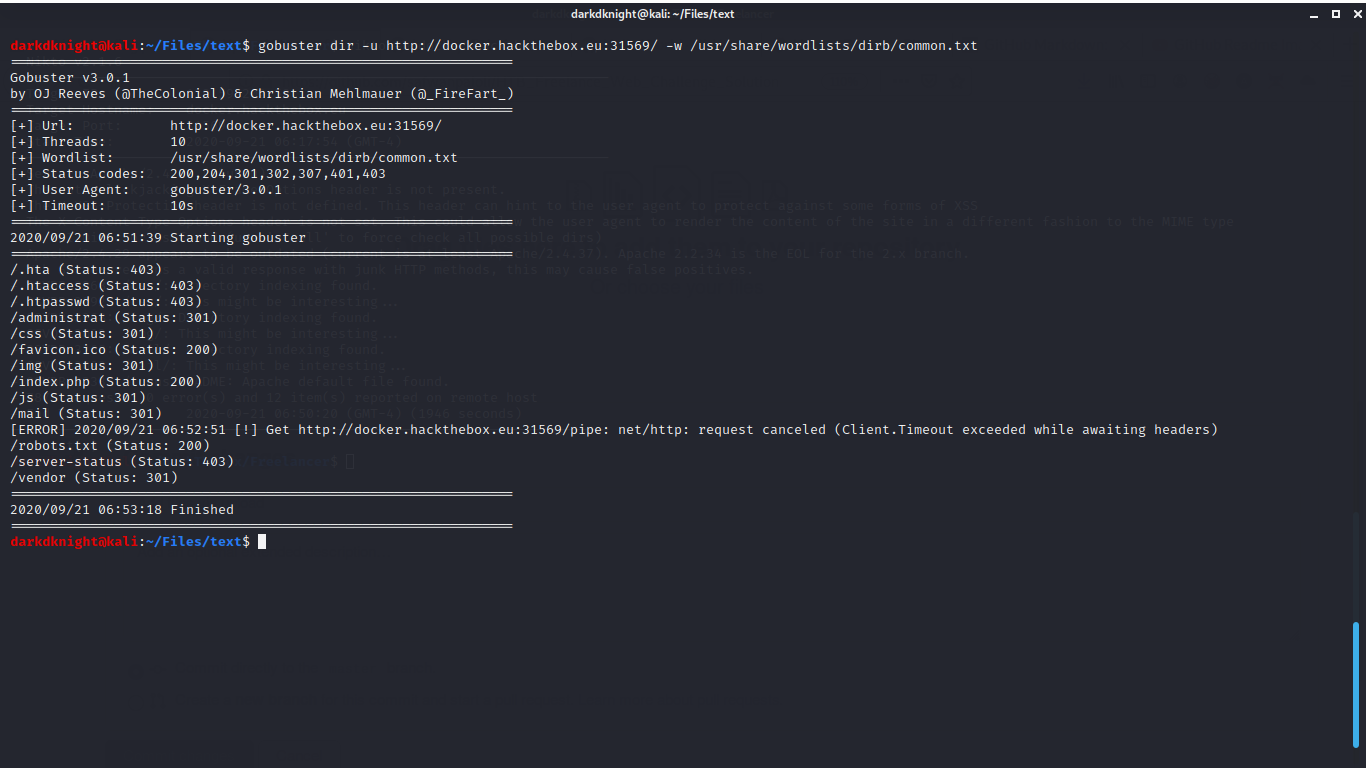 darkdknight@kali: ~/Files/text
darkdknight@kali:~/Files/text$ gobuster dir -u http://docker.hackthebox.eu:31569/ -w /usr/share/wordlists/dirb/common.txt
===============================================================
Gobuster v3.0.1
by OJ Reeves (@TheColonial) & Christian Mehlmauer (@_FireFart_)
===============================================================
[+] Url:            http://docker.hackthebox.eu:31569/
[+] Threads:        10
[+] Wordlist:       /usr/share/wordlists/dirb/common.txt
[+] Status codes:   200,204,301,302,307,401,403
[+] User Agent:     gobuster/3.0.1
[+] Timeout:        10s
===============================================================
2020/09/21 06:51:39 Starting gobuster
===============================================================
/.hta (Status: 403)
/.htaccess (Status: 403)
/.htpasswd (Status: 403)
/administrat (Status: 301)
/css (Status: 301)
/favicon.ico (Status: 200)
/img (Status: 301)
/index.php (Status: 200)
/js (Status: 301)
/mail (Status: 301)
[ERROR] 2020/09/21 06:52:51 [!] Get http://docker.hackthebox.eu:31569/pipe: net/http: request canceled (Client.Timeout exceeded while awaiting headers)
/robots.txt (Status: 200)
/server-status (Status: 403)
/vendor (Status: 301)
===============================================================
2020/09/21 06:53:18 Finished
===============================================================
darkdknight@kali:~/Files/text$